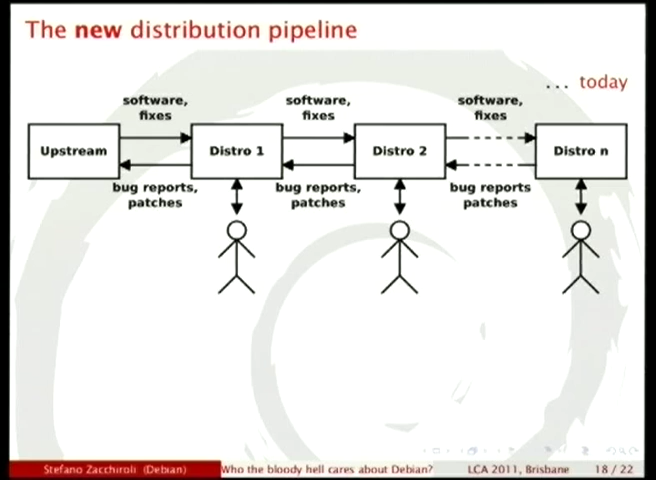 The new distribution pipeline
... today
software,
fixes
software,
fixes
software,
fixes
Upstream
Distro 1
Distro 2
Distro n
bug reports,
patches
bug reports,
patches
bug reports
patches
Stefano Zacchiroli (Debian)
Who the bloody hell cares about Debian?
LCA 2011, Brisbane
18 / 22